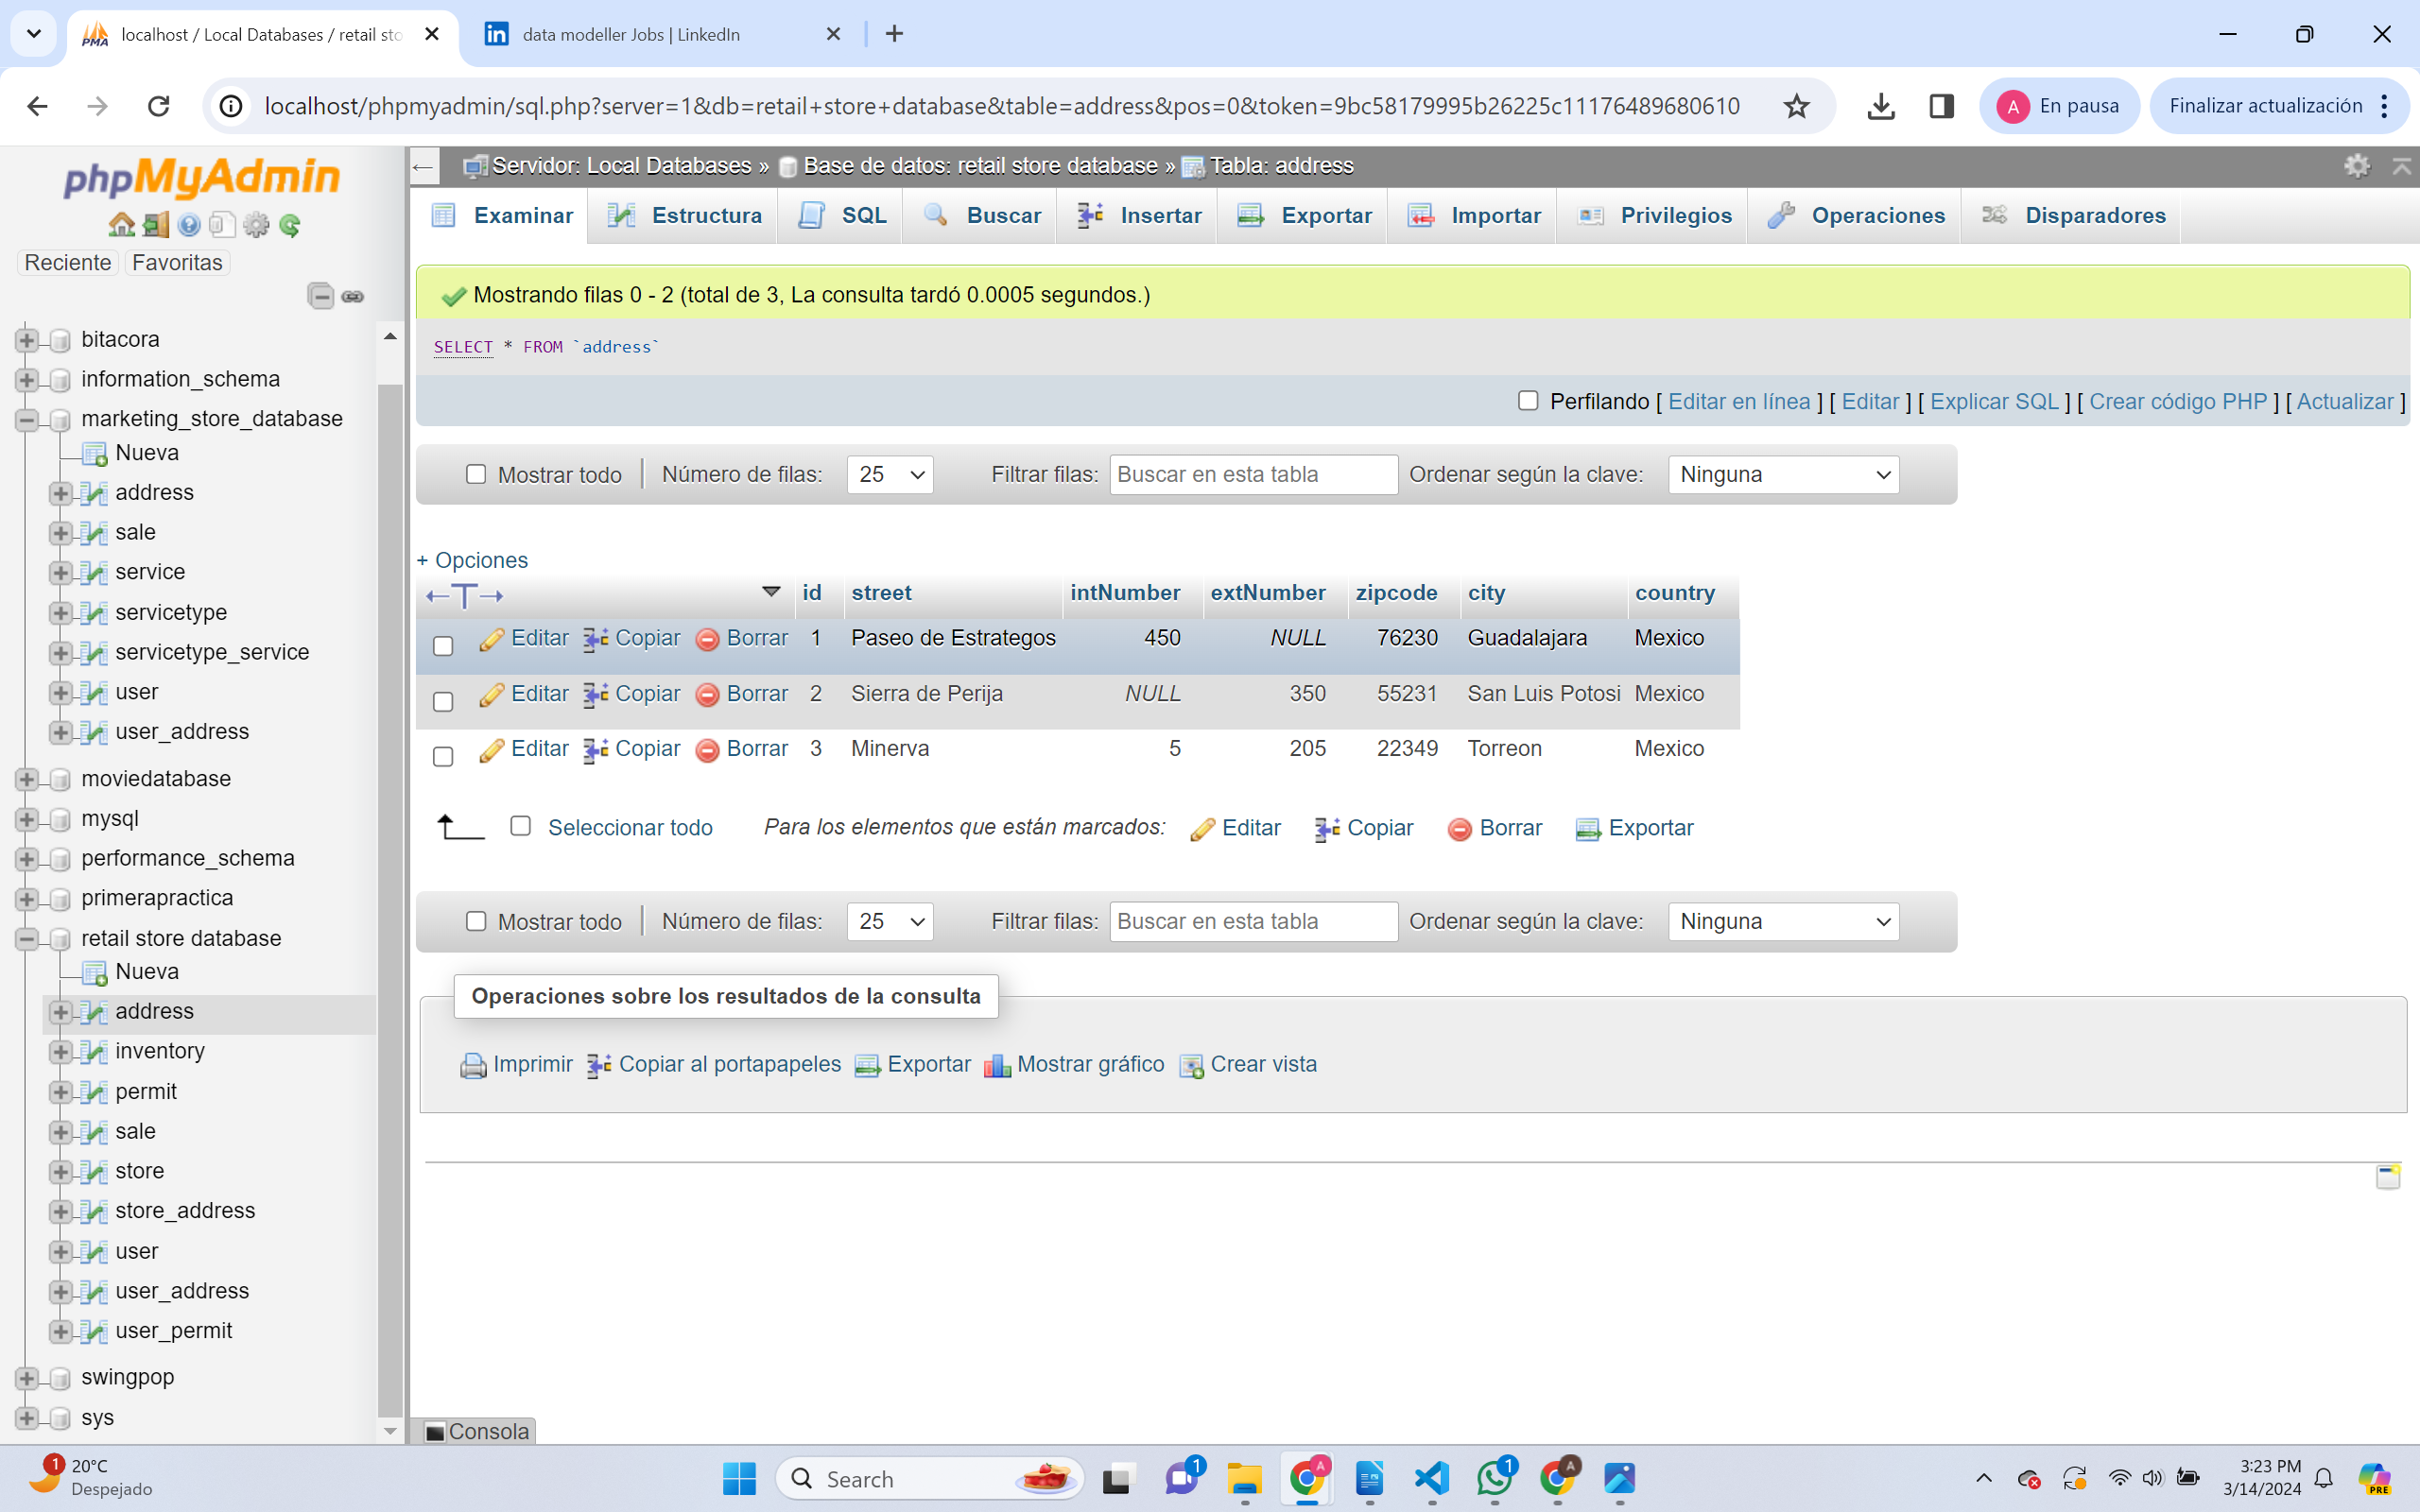 localhost / Local Databases / retail sto
data modeller Jobs | LinkedIn
localhost/phpmyadmin/sql.php?server=1&db=retail+store+database&table=address&pos=0&token=9bc58179995b26225c11176489680610
A En pausa
Finalizar actualización
phpMyAdmin
Reciente Favoritas
bitacora
information_schema
marketing_store_database
Nueva
address
sale
service
servicetype
servicetype_service
user
user_address
moviedatabase
mysql
performance_schema
primerapractica
retail store database
Nueva
address
inventory
permit
sale
store
store_address
user
user_address
user_permit
swingpop
sys
Servidor: Local Databases » Base de datos: retail store database » Tabla: address
Examinar Estructura SQL Buscar Insertar Exportar Importar Privilegios Operaciones Disparadores
Mostrando filas 0 - 2 (total de 3, La consulta tardó 0.0005 segundos.)
SELECT * FROM `address`
Perfilando [ Editar en línea ] [ Editar ] [ Explicar SQL ] [ Crear código PHP ] [ Actualizar ]
Mostrar todo Número de filas: 25 Filtrar filas: Buscar en esta tabla Ordenar según la clave: Ninguna
+ Opciones
←T→ id street intNumber extNumber zipcode city country
Editar Copiar Borrar 1 Paseo de Estrategos 450 NULL 76230 Guadalajara Mexico
Editar Copiar Borrar 2 Sierra de Perija NULL 350 55231 San Luis Potosi Mexico
Editar Copiar Borrar 3 Minerva 5 205 22349 Torreon Mexico
Seleccionar todo Para los elementos que están marcados: Editar Copiar Borrar Exportar
Mostrar todo Número de filas: 25 Filtrar filas: Buscar en esta tabla Ordenar según la clave: Ninguna
Operaciones sobre los resultados de la consulta
Imprimir Copiar al portapapeles Exportar Mostrar gráfico Crear vista
Consola
1 20°C
Despejado
Search
1
A
1
A
3:23 PM
3/14/2024
PRE